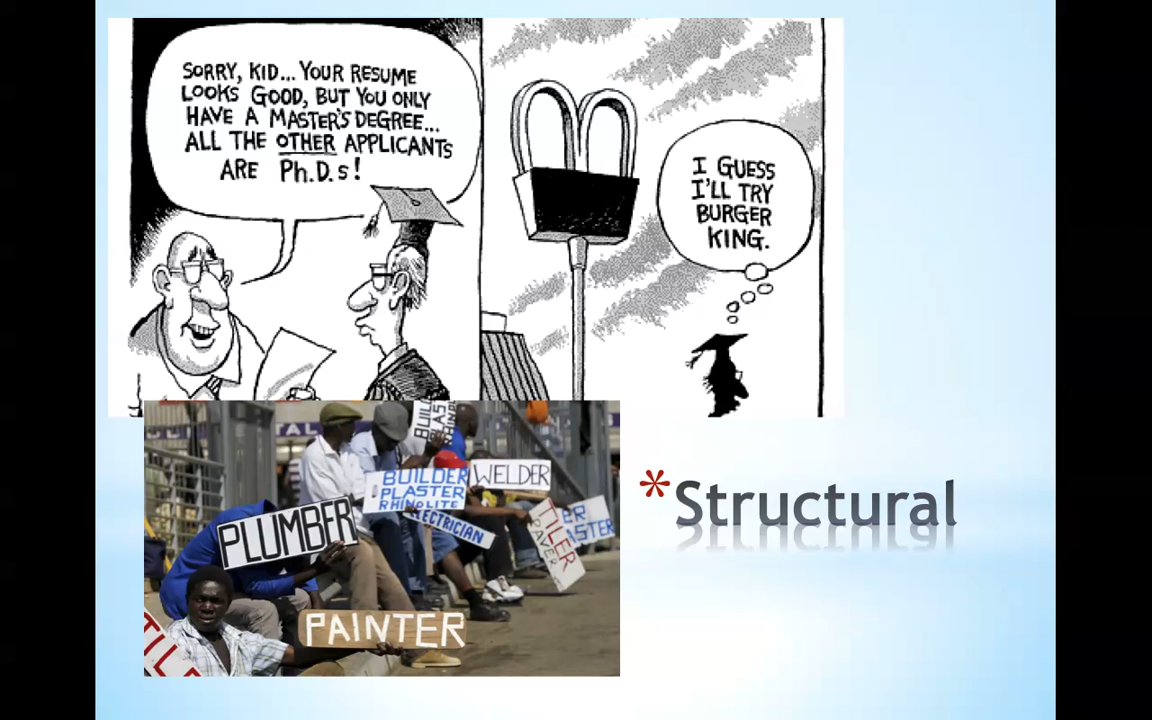 SORRY, KID... YOUR RESUME
LOOKS GOOD, BUT YOU ONLY
HAVE A MASTER'S DEGREE...
ALL THE OTHER APPLICANTS
ARE Ph.D.s!
I GUESS
I'LL TRY
BURGER
KING.
BUILDER
PLASTER
RHINOLITE
WELDER
ELECTRICIAN
TILER
PAVER
PLUMBER
PAINTER
*Structural